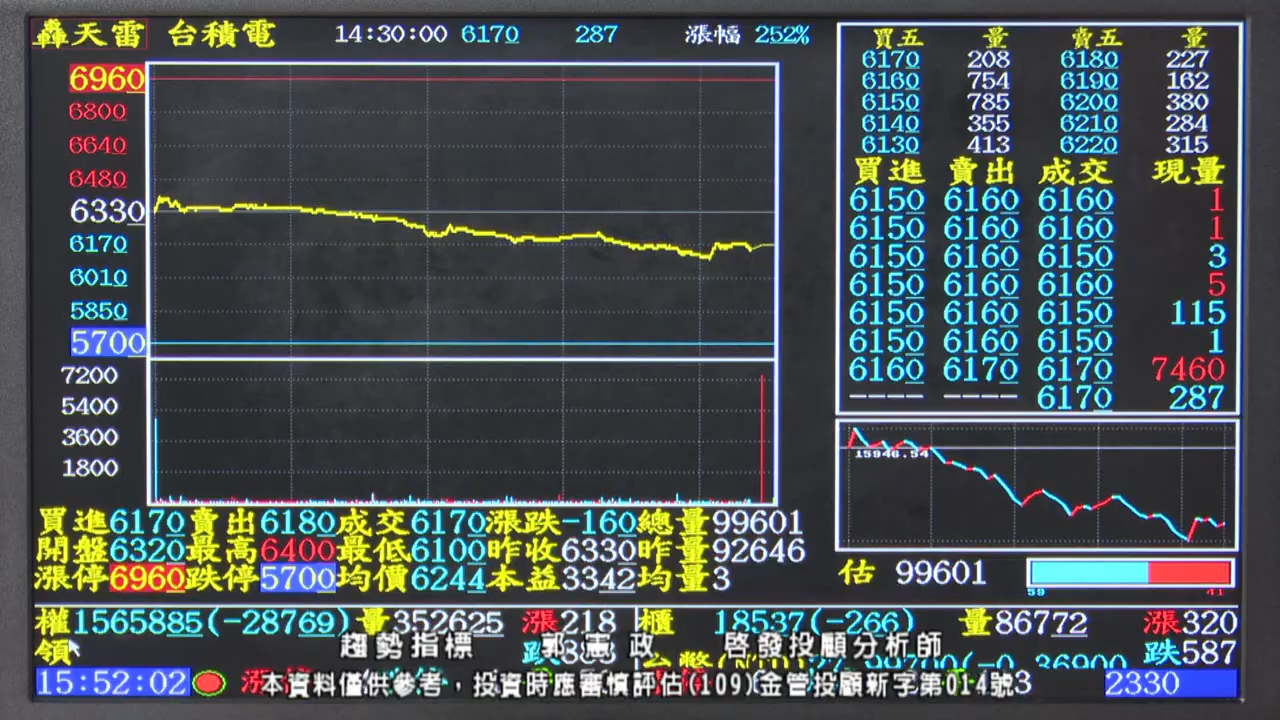 轟天雷 台積電 14:30:00 6170 287 漲幅 252%
6960
6800
6640
6480
6330
6170
6010
5850
5700
7200
5400
3600
1800
買五 量 賣五 量
6170 208 6180 227
6160 754 6190 162
6150 785 6200 380
6140 355 6210 284
6130 413 6220 315
買進 賣出 成交 現量
6150 6160 6160 1
6150 6160 6160 1
6150 6160 6150 3
6150 6160 6160 5
6150 6160 6150 115
6150 6160 6150 1
6160 6170 6170 7460
---- ---- 6170 287
15946.54
買進6170賣出6180成交6170漲跌-160總量99601
開盤6320最高6400最低6100昨收6330昨量92646
漲停6960跌停5700均價6244本益3342均量3
估 99601
59 41
權1565885(-28769)量352625 漲218 櫃 18537(-266) 量86772 漲320
領
跌587
趨勢指標 郭憲政 啓發投顧分析師
15:52:02
本資料僅供參考，投資時應審慎評估(109)金管投顧新字第014號
2330